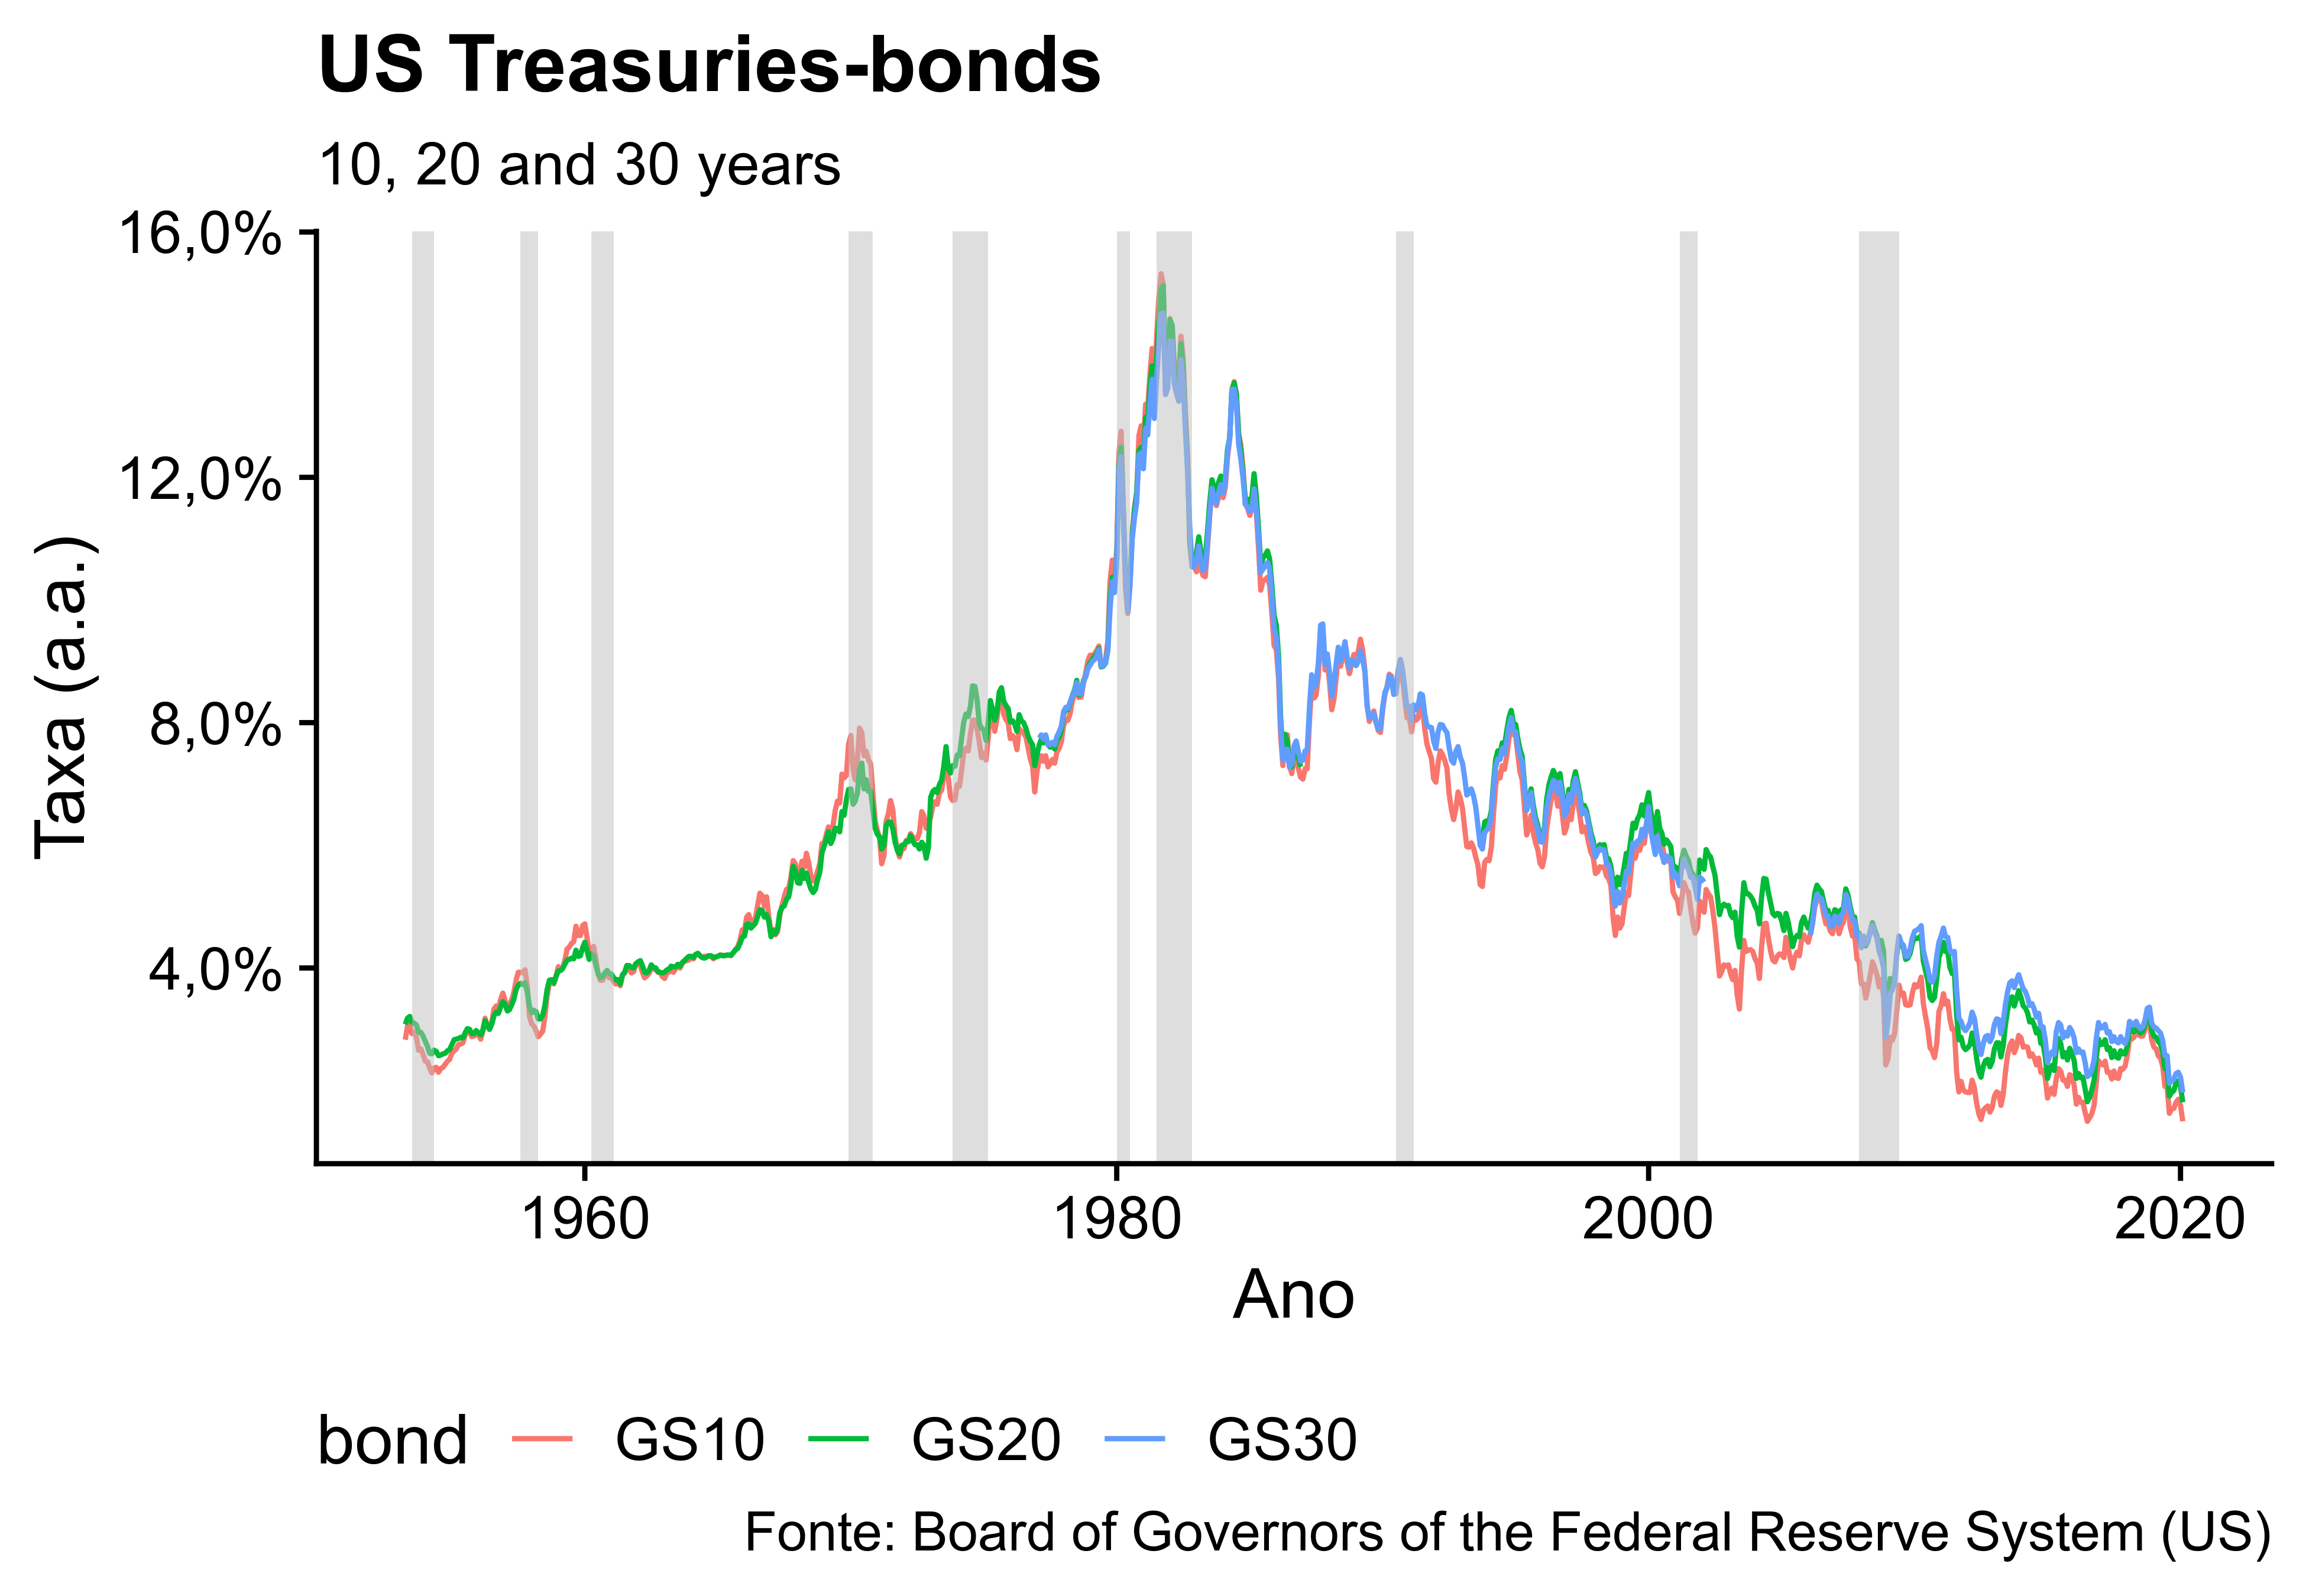 US Treasuries-bonds
10, 20 and 30 years
16,0%
12,0%
8,0%
4,0%
Taxa (a.a.)
1960 1980 2000 2020
Ano
bond GS10 GS20 GS30
Fonte: Board of Governors of the Federal Reserve System (US)